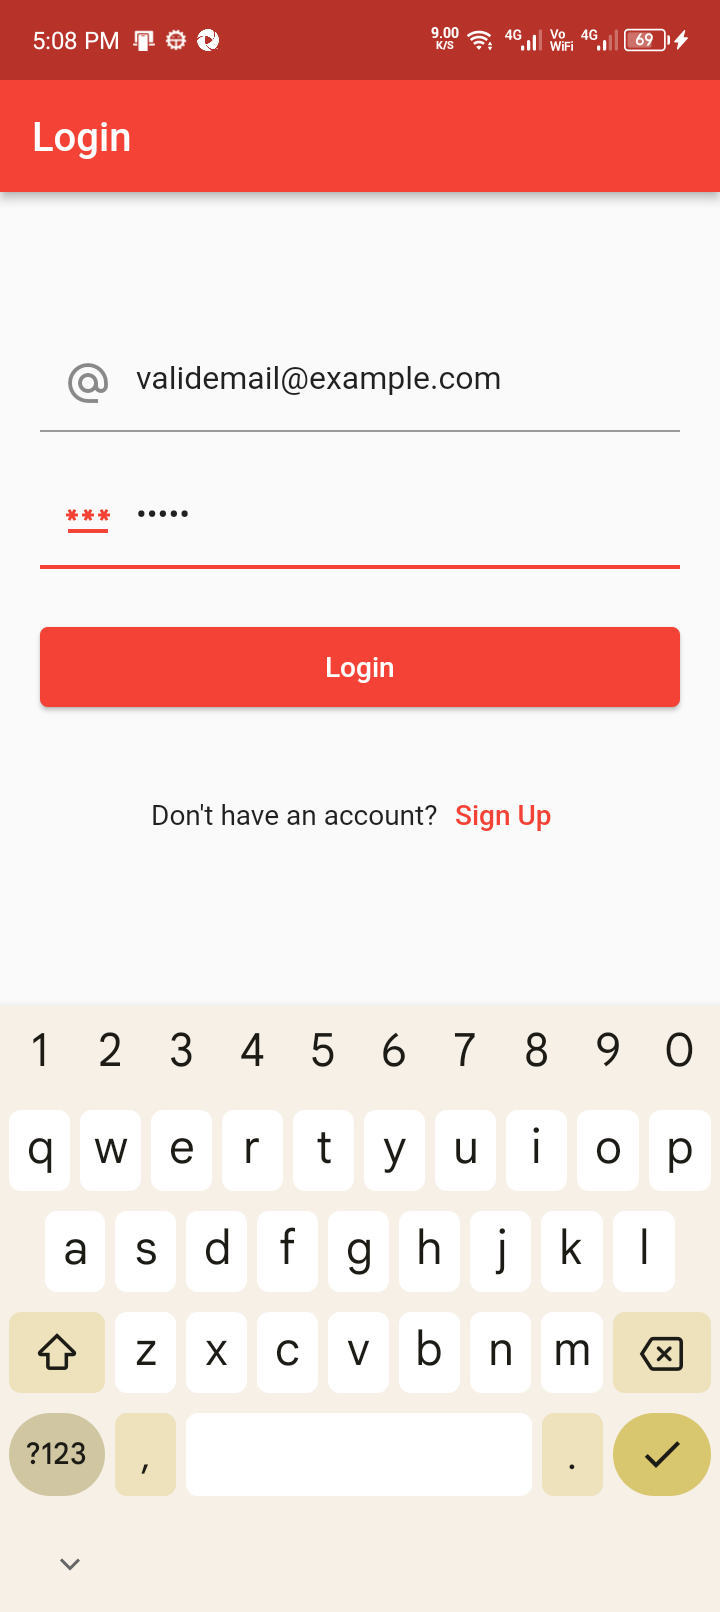 5:08 PM 9.00 K/S 4G Vo WiFi 4G 69
Login
validemail@example.com
*** •••••
Login
Don't have an account? Sign Up
1 2 3 4 5 6 7 8 9 0
q w e r t y u i o p
a s d f g h j k l
z x c v b n m
?123 , .